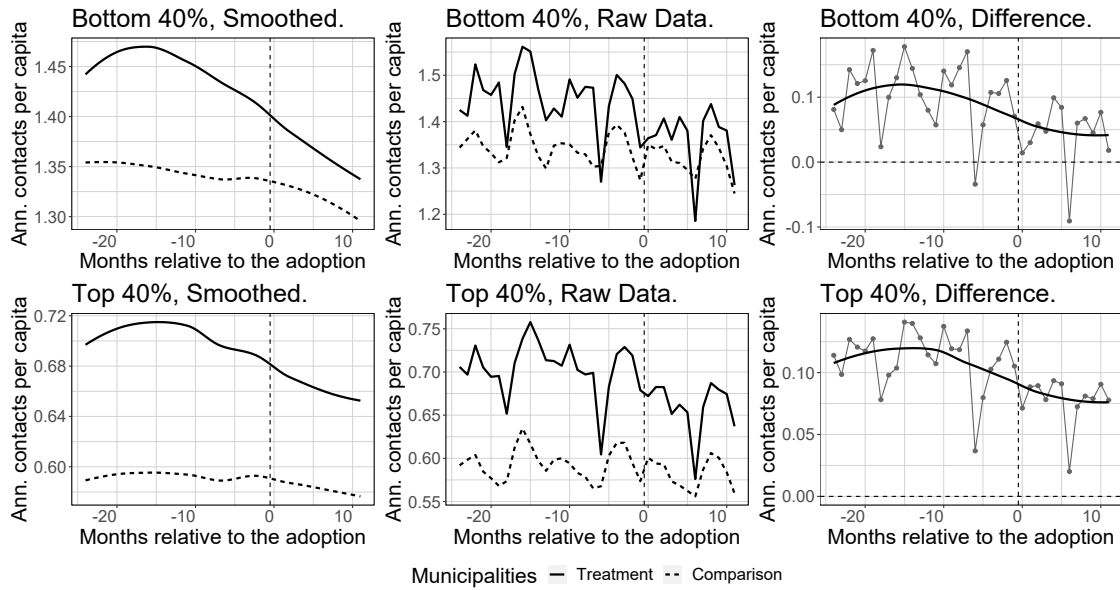 Bottom 40%, Smoothed.
Bottom 40%, Raw Data.
Bottom 40%, Difference.
Ann. contacts per capita
1.45
1.40
1.35
1.30
-20
-10
0
10
Months relative to the adoption
Ann. contacts per capita
1.5
1.4
1.3
1.2
-20
-10
0
10
Months relative to the adoption
Ann. contacts per capita
0.1
0.0
-0.1
-20
-10
0
10
Months relative to the adoption
Top 40%, Smoothed.
Top 40%, Raw Data.
Top 40%, Difference.
Ann. contacts per capita
0.72
0.68
0.64
0.60
-20
-10
0
10
Months relative to the adoption
Ann. contacts per capita
0.75
0.70
0.65
0.60
0.55
-20
-10
0
10
Months relative to the adoption
Ann. contacts per capita
0.10
0.05
0.00
-20
-10
0
10
Months relative to the adoption
Municipalities Treatment Comparison